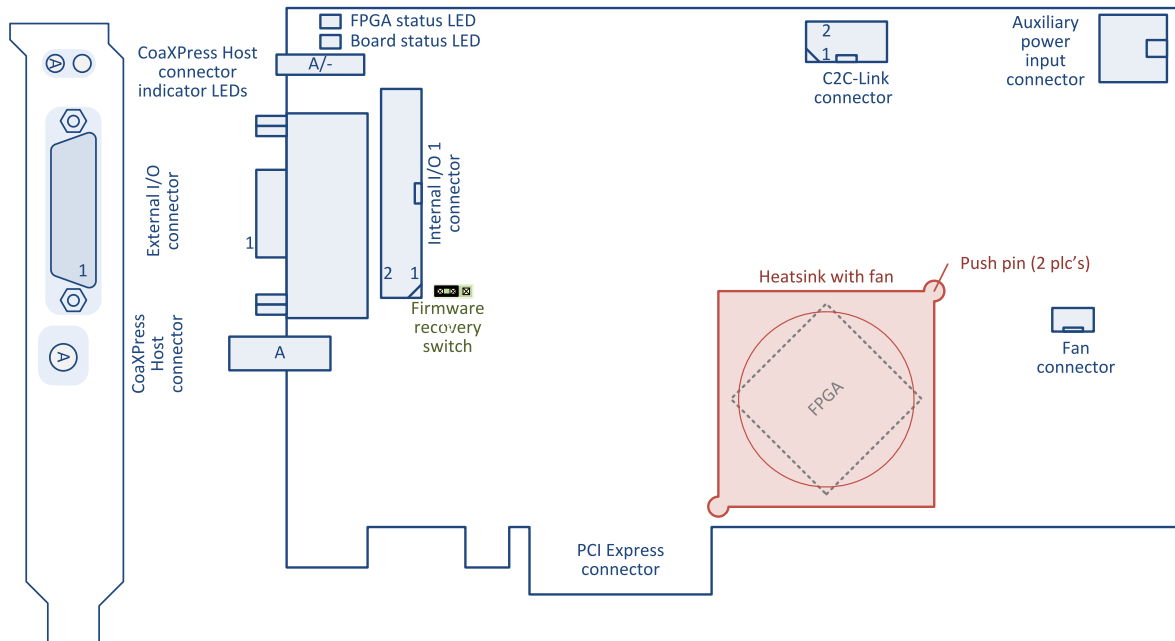 FPGA status LED
Board status LED
CoaXPress Host
connector
indicator LEDs
A/-
A
2
1
C2C-Link
connector
Auxiliary
power
input
connector
External I/O
connector
1
1
Internal I/O 1
connector
2 1
Firmware
recovery
switch
Heatsink with fan
Push pin (2 plc's)
FPGA
Fan
connector
CoaXPress
Host
connector
A
A
PCI Express
connector